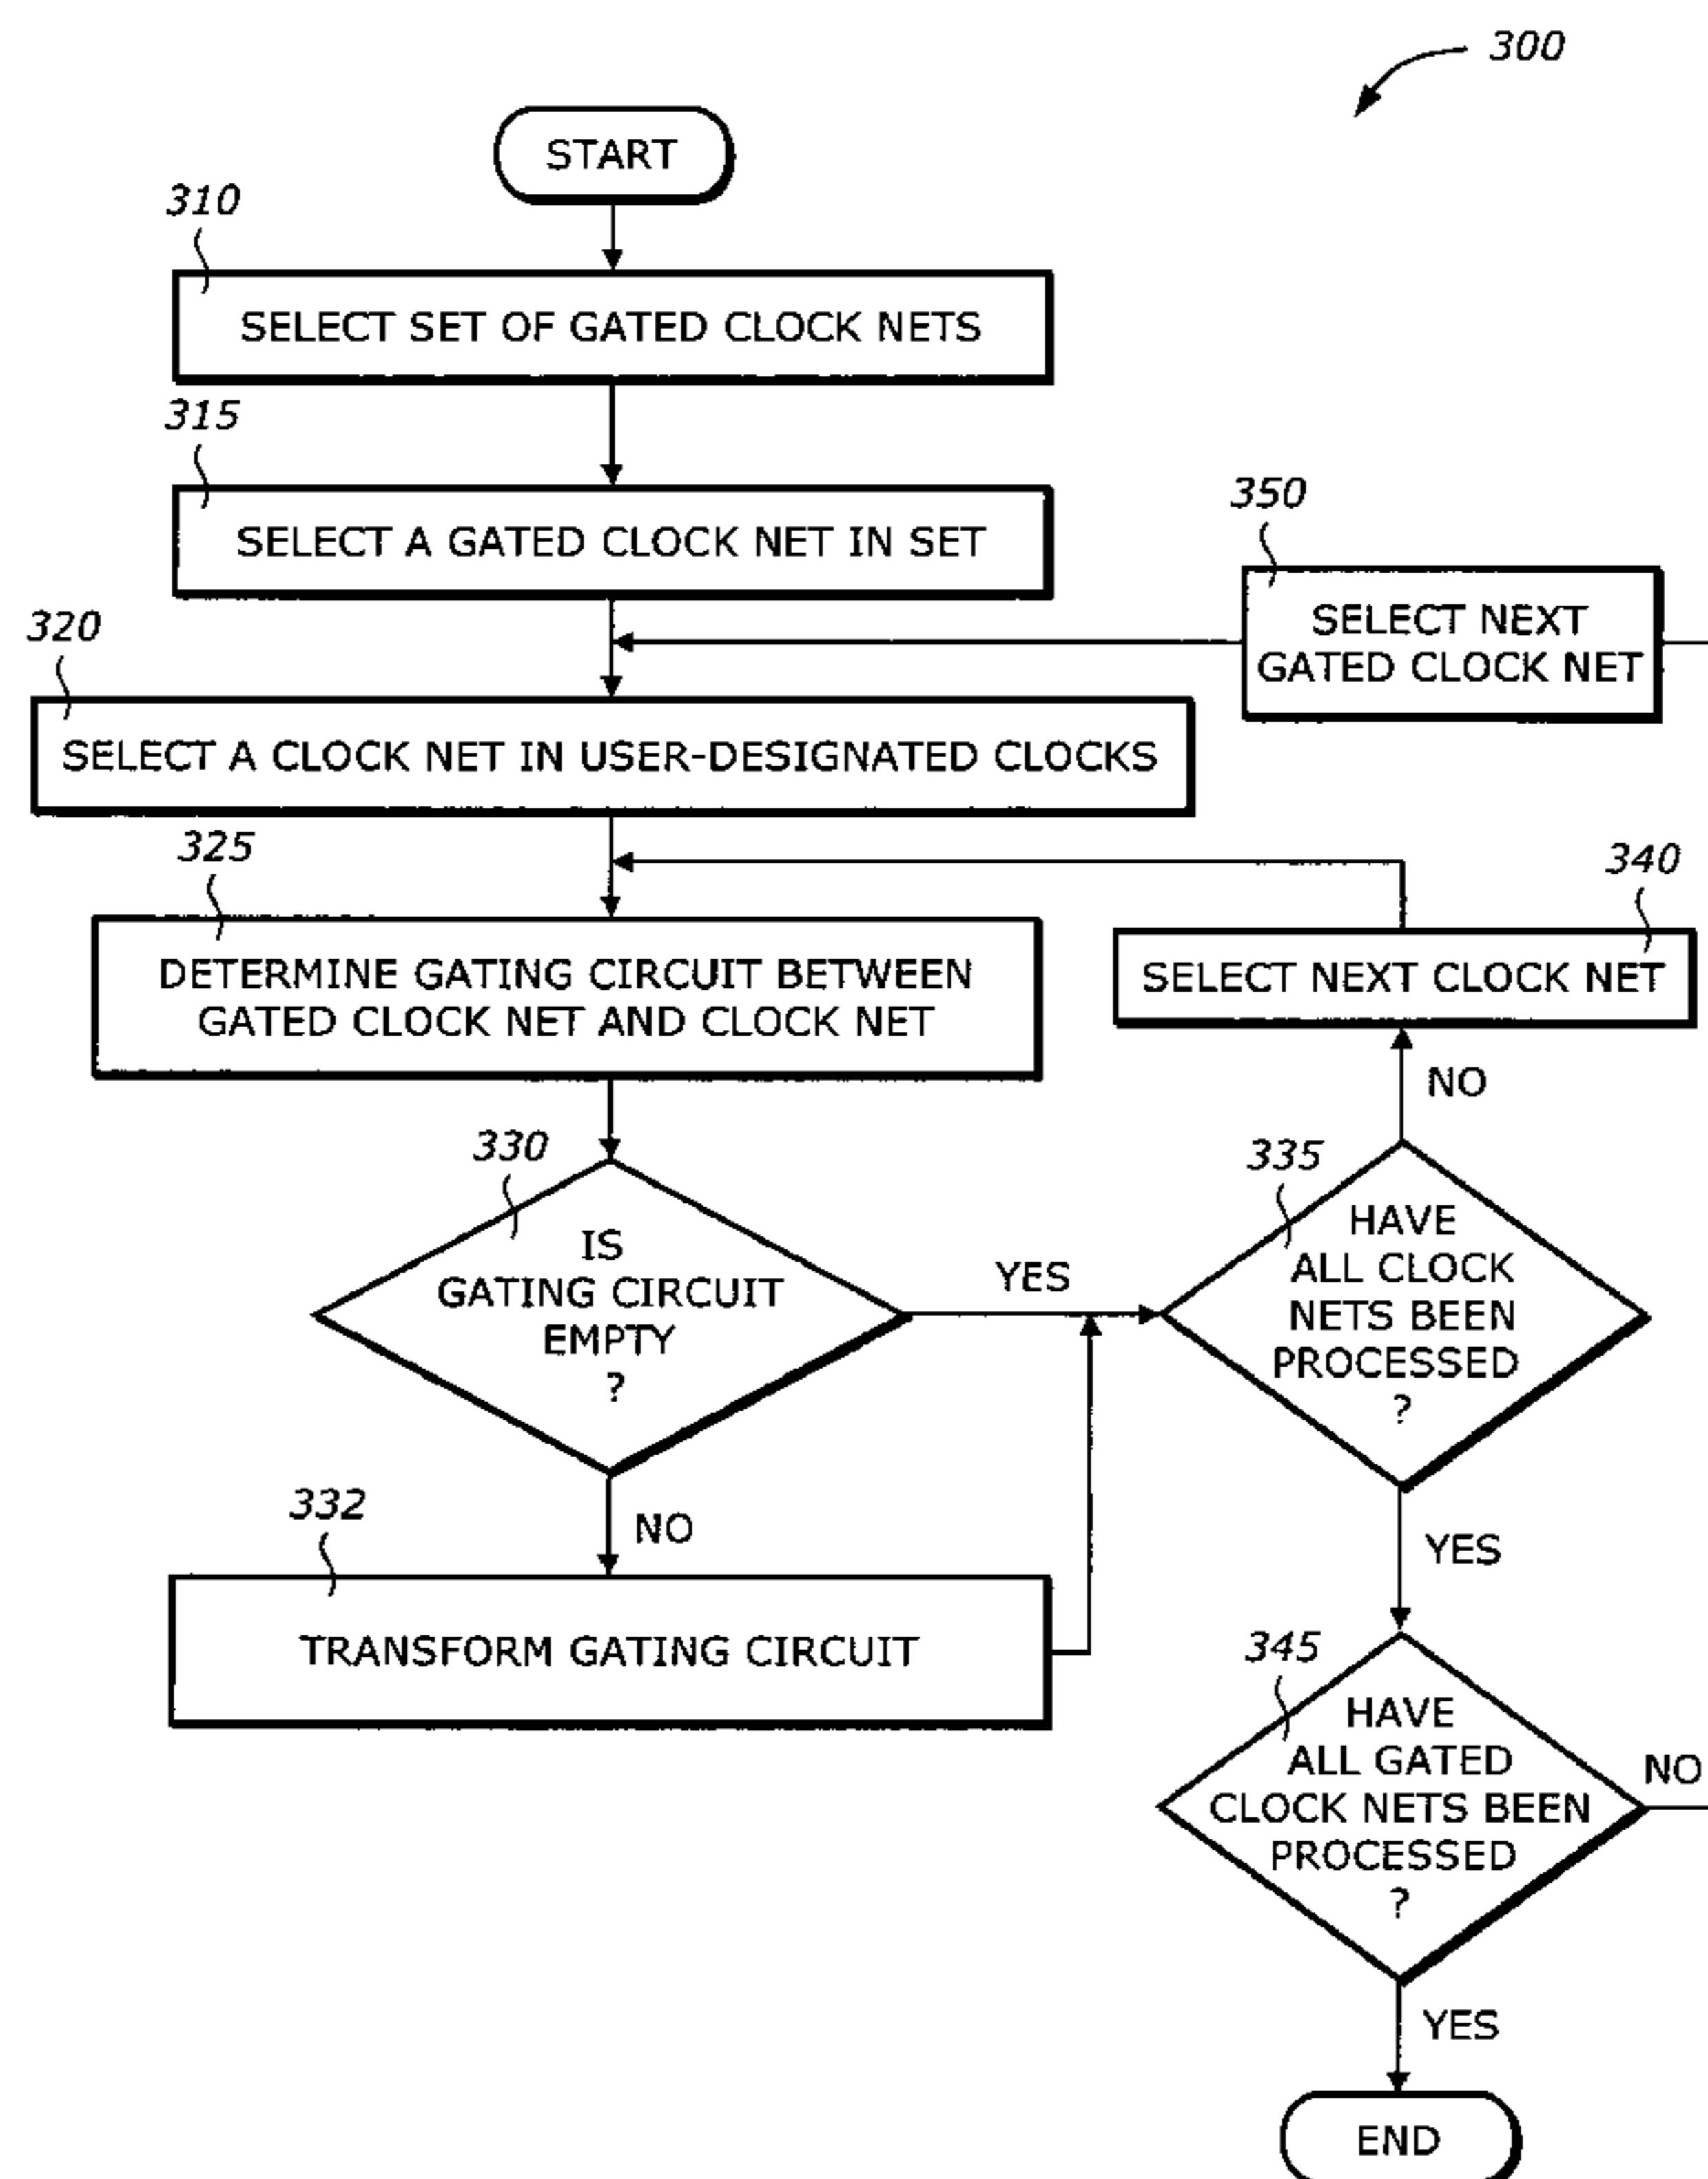 300
START
310
SELECT SET OF GATED CLOCK NETS
315
SELECT A GATED CLOCK NET IN SET
350
SELECT NEXT
GATED CLOCK NET
320
SELECT A CLOCK NET IN USER-DESIGNATED CLOCKS
325
DETERMINE GATING CIRCUIT BETWEEN
GATED CLOCK NET AND CLOCK NET
340
SELECT NEXT CLOCK NET
NO
330
IS
GATING CIRCUIT
EMPTY
?
YES
335
HAVE
ALL CLOCK
NETS BEEN
PROCESSED
?
NO
332
TRANSFORM GATING CIRCUIT
YES
345
HAVE
ALL GATED
CLOCK NETS BEEN
PROCESSED
?
NO
YES
END